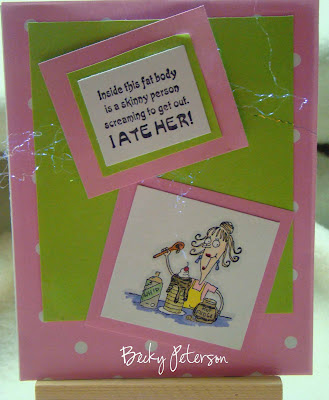 Inside this fat body
is a skinny person
screaming to get out.
I ATE HER!
Becky Peterson